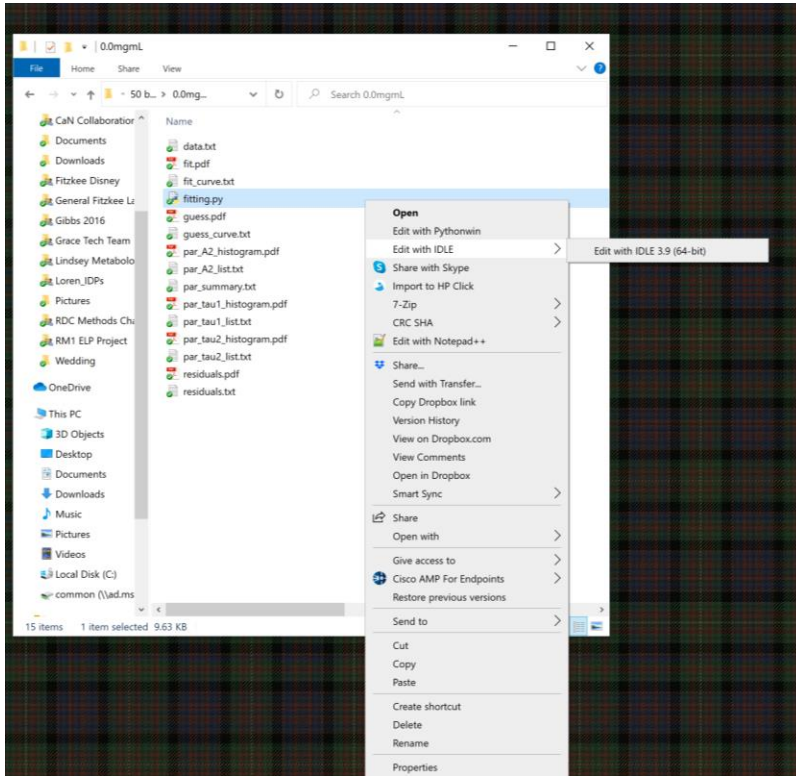 0.0mgmL
File Home Share View
50 b... > 0.0mg... Search 0.0mgmL
CaN Collaboration
Documents
Downloads
Fitzkee Disney
General Fitzkee La
Gibbs 2016
Grace Tech Team
Lindsey Metabolo
Loren_IDPs
Pictures
RDC Methods Cha
RM1 ELP Project
Wedding
OneDrive
This PC
3D Objects
Desktop
Documents
Downloads
Music
Pictures
Videos
Local Disk (C:)
common (\\ad.ms
Name
data.txt
fit.pdf
fit_curve.txt
fitting.py
guess.pdf
guess_curve.txt
par_A2_histogram.pdf
par_A2_list.txt
par_summary.txt
par_tau1_histogram.pdf
par_tau1_list.txt
par_tau2_histogram.pdf
par_tau2_list.txt
residuals.pdf
residuals.txt
15 items 1 item selected 9.63 KB
Open
Edit with Pythonwin
Edit with IDLE
Share with Skype
Import to HP Click
7-Zip
CRC SHA
Edit with Notepad++
Share...
Send with Transfer...
Copy Dropbox link
Version History
View on Dropbox.com
View Comments
Open in Dropbox
Smart Sync
Share
Open with
Give access to
Cisco AMP For Endpoints
Restore previous versions
Send to
Cut
Copy
Paste
Create shortcut
Delete
Rename
Properties
Edit with IDLE 3.9 (64-bit)